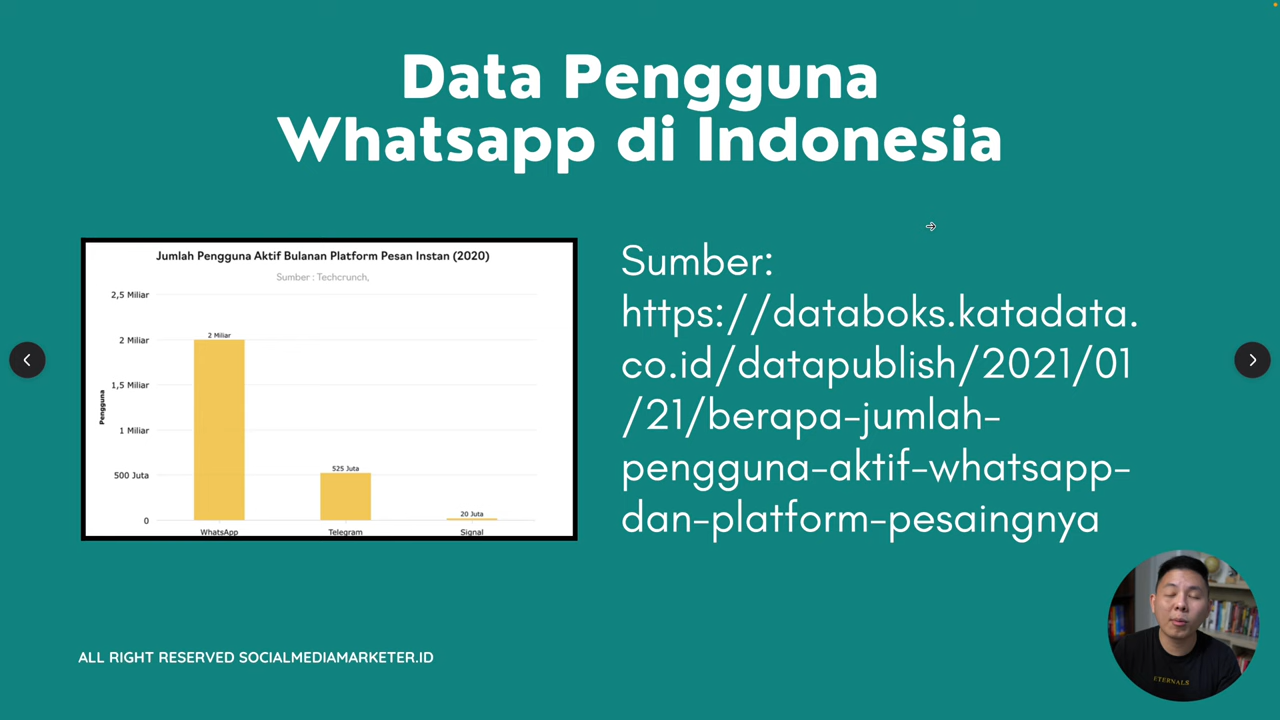 Data Pengguna
Whatsapp di Indonesia
Jumlah Pengguna Aktif Bulanan Platform Pesan Instan (2020)
Sumber : Techcrunch,
2,5 Miliar
2 Miliar
1,5 Miliar
1 Miliar
500 Juta
0
Pengguna
2 Miliar
525 Juta
20 Juta
WhatsApp
Telegram
Signal
Sumber:
https://databoks.katadata.
co.id/datapublish/2021/01
/21/berapa-jumlah-
pengguna-aktif-whatsapp-
dan-platform-pesaingnya
ETERNALS
ALL RIGHT RESERVED SOCIALMEDIAMARKETER.ID